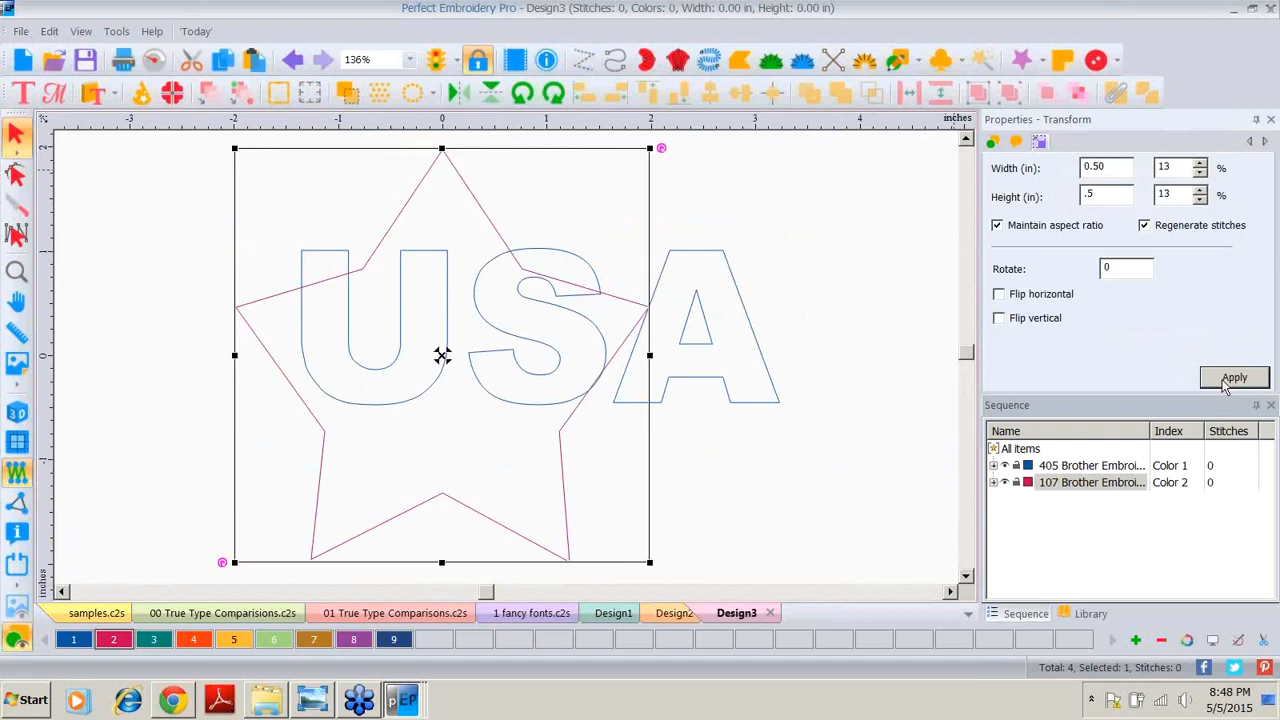 Perfect Embroidery Pro - Design3 (Stitches: 0, Colors: 0, Width: 0.00 in, Height: 0.00 in)
File Edit View Tools Help Today
136%
-3 -2 -1 0 1 2 3 4 inches
Properties - Transform
Width (in): 0.50 13 %
Height (in): .5 13 %
Maintain aspect ratio Regenerate stitches
Rotate: 0
Flip horizontal
Flip vertical
Apply
USA
2
0
inches
Sequence
Name Index Stitches
All items
405 Brother Embroi... Color 1 0
107 Brother Embroi... Color 2 0
Sequence Library
samples.c2s 00 True Type Comparisions.c2s 01 True Type Comparisons.c2s 1 fancy fonts.c2s Design1 Design2 Design3
1 2 3 4 5 6 7 8 9
Total: 4, Selected: 1, Stitches: 0
Start
8:48 PM
5/5/2015